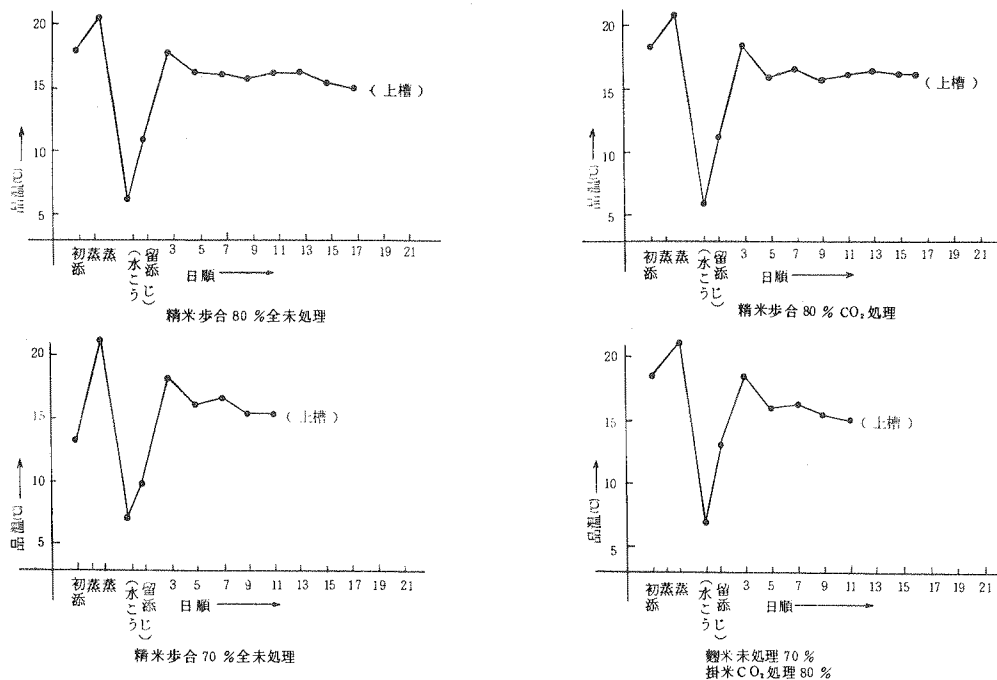 20
15
10
5
品温(℃)
(上槽)
3 5 7 9 11 13 15 17 19 21
初添
蒸
蒸
(水こう
留添じ)
日順
精米歩合 80 %全未処理
20
15
10
5
品温(℃)
(上槽)
3 5 7 9 11 13 15 17 19 21
初添
蒸
蒸
(水こう
留添じ)
日順
精米歩合 80 % CO₂処理
20
15
10
5
品温(℃)
(上槽)
3 5 7 9 11 13 15 17 19 21
初添
蒸
蒸
(水こう
留添じ)
日順
精米歩合 70 %全未処理
20
15
10
5
品温(℃)
(上槽)
3 5 7 9 11 13 15 17 19 21
初添
蒸
蒸
(水こう
留添じ)
日順
麴米未処理 70 %
掛米 CO₂処理 80 %